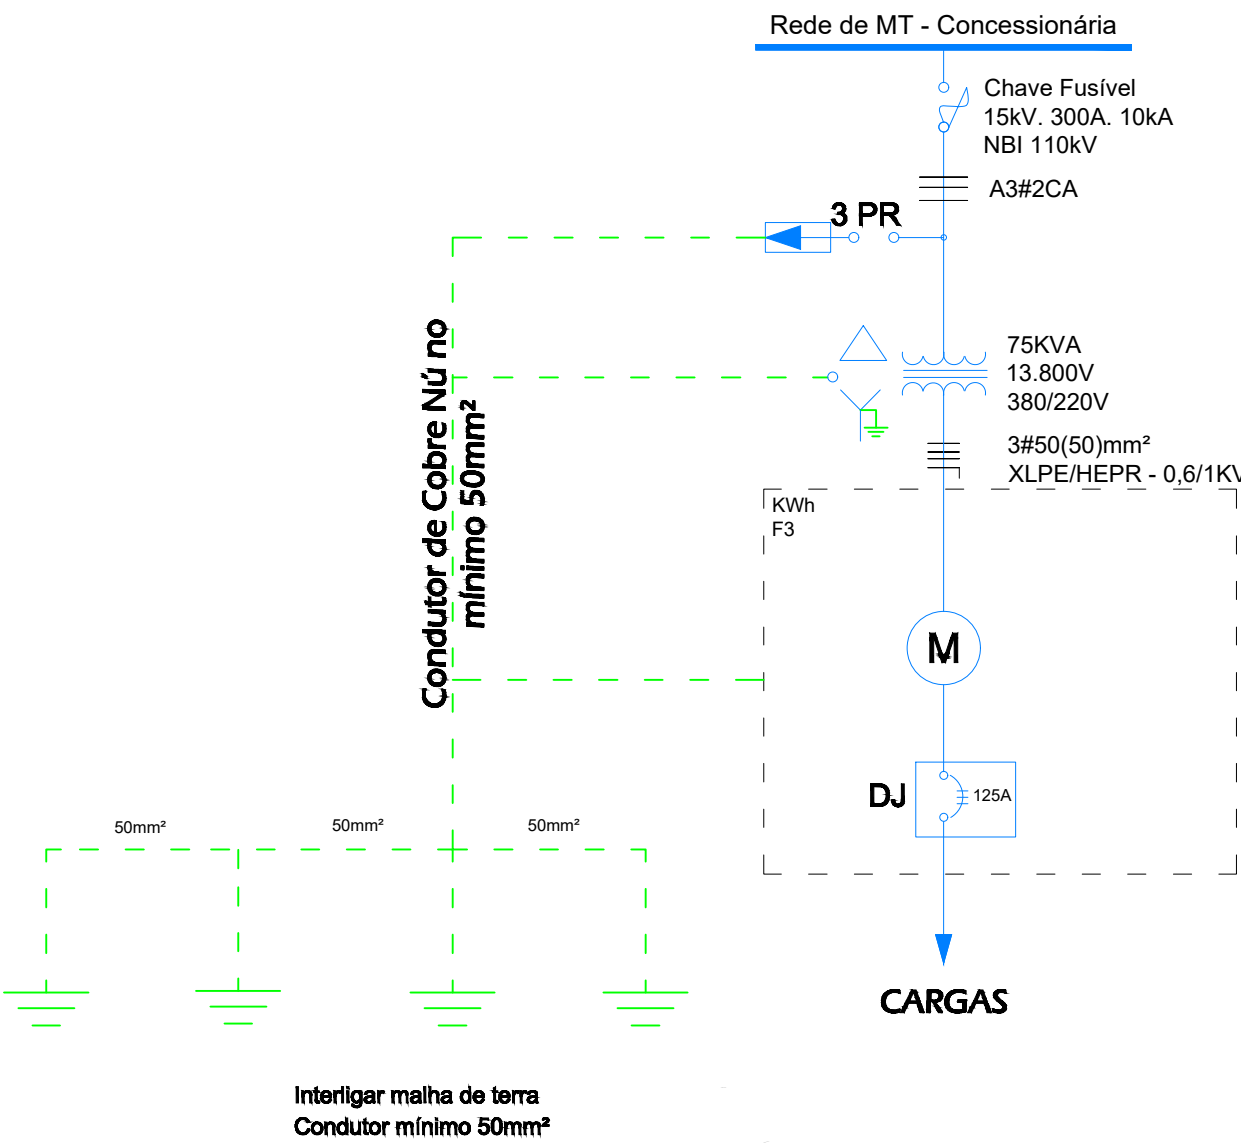 Rede de MT - Concessionária
Chave Fusível
15kV. 300A. 10kA
NBI 110kV
A3#2CA
3 PR
75KVA
13.800V
380/220V
3#50(50)mm²
XLPE/HEPR - 0,6/1KV
Condutor de Cobre Nú no
mínimo 50mm²
KWh
F3
M
DJ
125A
50mm²
50mm²
50mm²
CARGAS
Interligar malha de terra
Condutor mínimo 50mm²